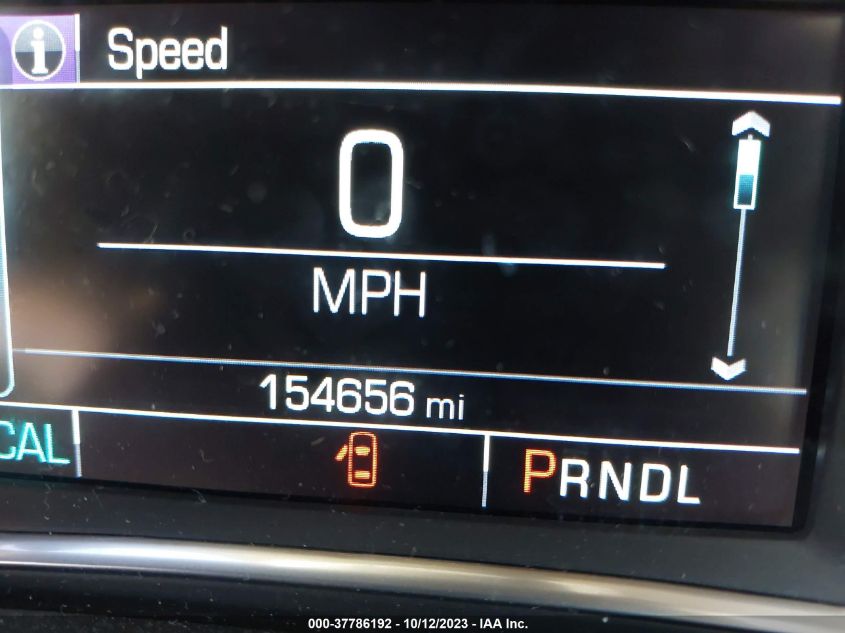 i Speed
0
MPH
154656 mi
CAL PRNDL
000-37786192 - 10/12/2023 - IAA Inc.